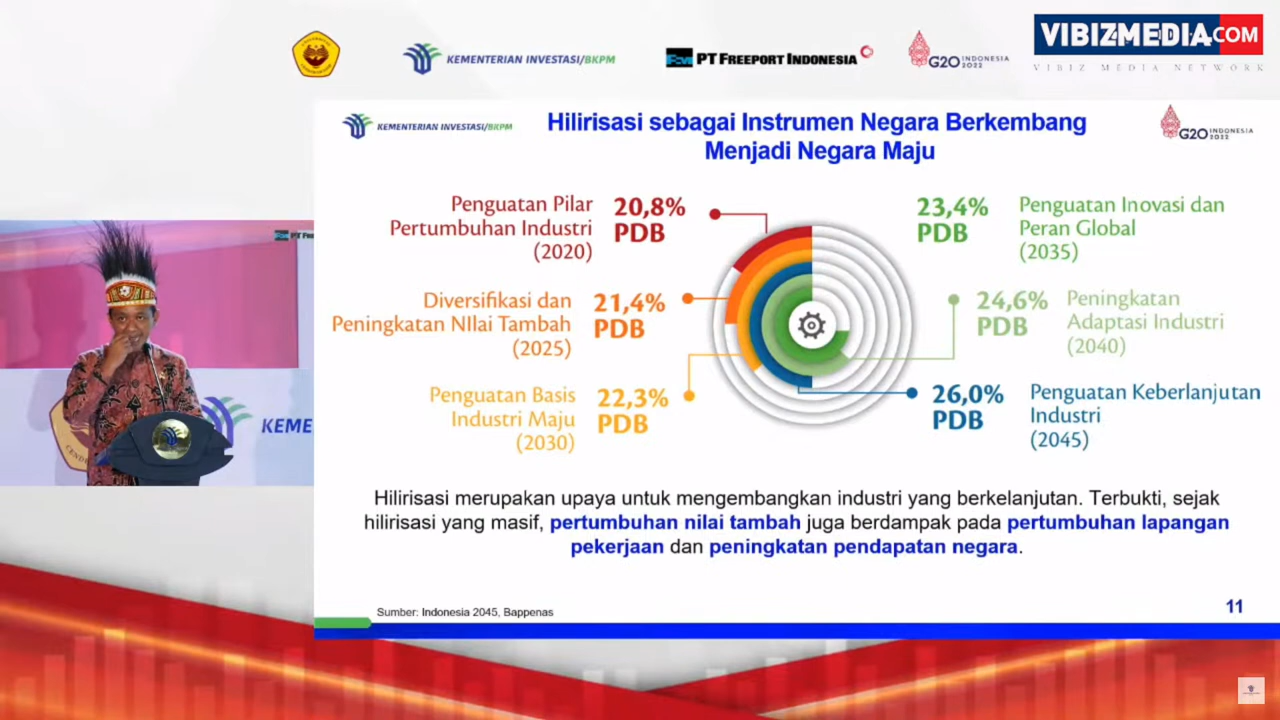 KEMENTERIAN INVESTASI/BKPM
PT FREEPORT INDONESIA
G20 INDONESIA
2022
VIBIZMEDIA.COM
VIBIZ MEDIA NETWORK
KEMENTERIAN INVESTASI/BKPM
Hilirisasi sebagai Instrumen Negara Berkembang
Menjadi Negara Maju
G20 INDONESIA
2022
Penguatan Pilar
Pertumbuhan Industri
(2020)
20,8%
PDB
23,4%
PDB
Penguatan Inovasi dan
Peran Global
(2035)
Diversifikasi dan
Peningkatan NIlai Tambah
(2025)
21,4%
PDB
24,6%
PDB
Peningkatan
Adaptasi Industri
(2040)
Penguatan Basis
Industri Maju
(2030)
22,3%
PDB
26,0%
PDB
Penguatan Keberlanjutan
Industri
(2045)
Hilirisasi merupakan upaya untuk mengembangkan industri yang berkelanjutan. Terbukti, sejak
hilirisasi yang masif, pertumbuhan nilai tambah juga berdampak pada pertumbuhan lapangan
pekerjaan dan peningkatan pendapatan negara.
Sumber: Indonesia 2045, Bappenas
11
PT F
KEME
CEND